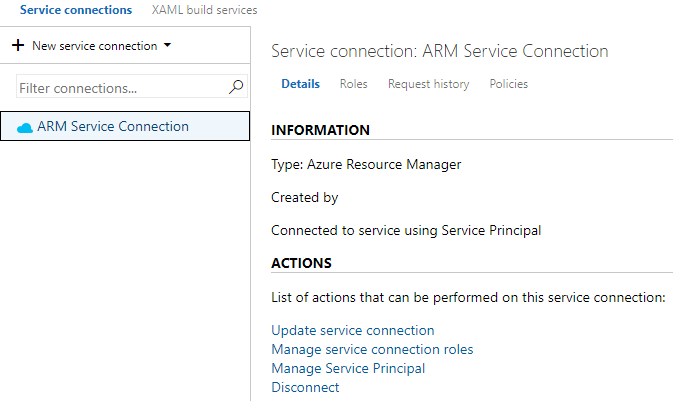 Service connections XAML build services
+ New service connection
Filter connections...
ARM Service Connection
Service connection: ARM Service Connection
Details Roles Request history Policies
INFORMATION
Type: Azure Resource Manager
Created by
Connected to service using Service Principal
ACTIONS
List of actions that can be performed on this service connection:
Update service connection
Manage service connection roles
Manage Service Principal
Disconnect